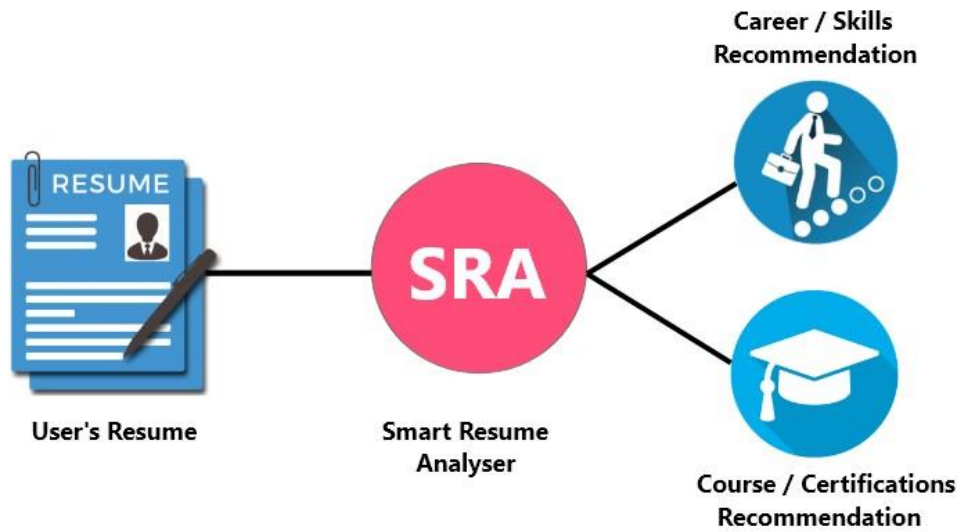 Career / Skills
Recommendation
RESUME
SRA
User's Resume
Smart Resume
Analyser
Course / Certifications
Recommendation